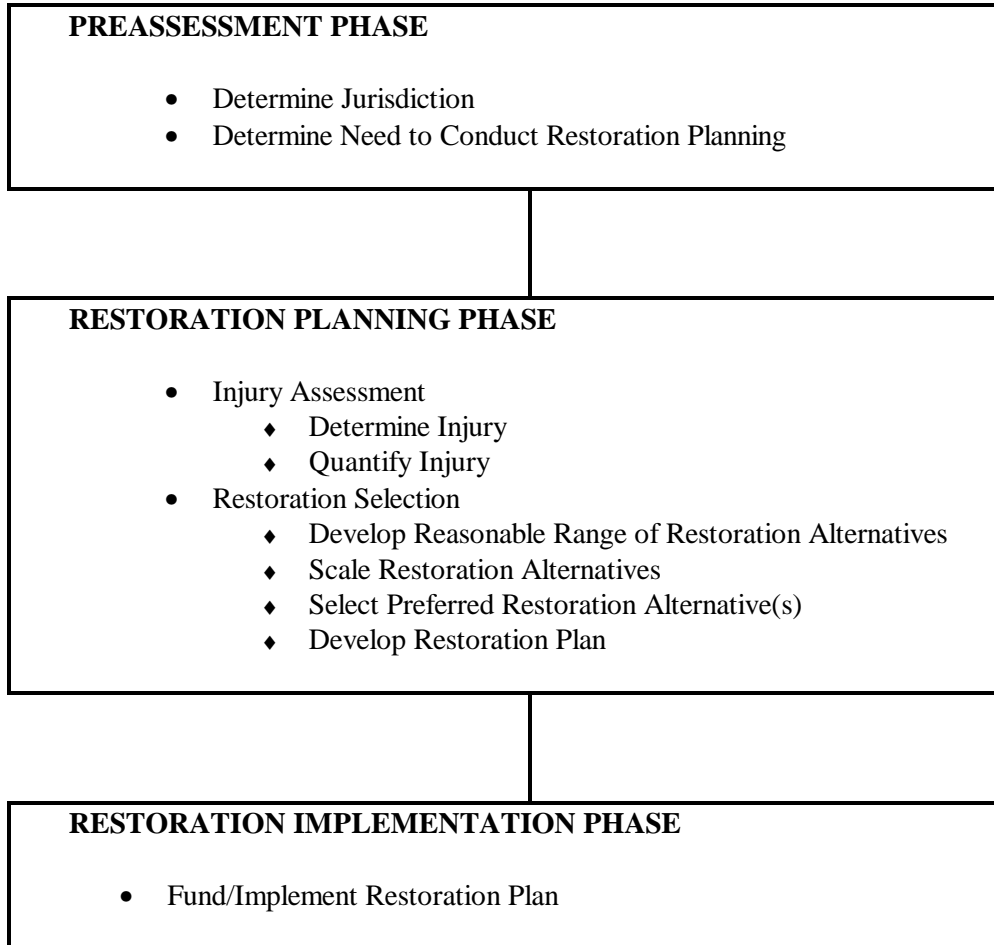 PREASSESSMENT PHASE
• Determine Jurisdiction
• Determine Need to Conduct Restoration Planning
RESTORATION PLANNING PHASE
• Injury Assessment
♦ Determine Injury
♦ Quantify Injury
• Restoration Selection
♦ Develop Reasonable Range of Restoration Alternatives
♦ Scale Restoration Alternatives
♦ Select Preferred Restoration Alternative(s)
♦ Develop Restoration Plan
RESTORATION IMPLEMENTATION PHASE
• Fund/Implement Restoration Plan